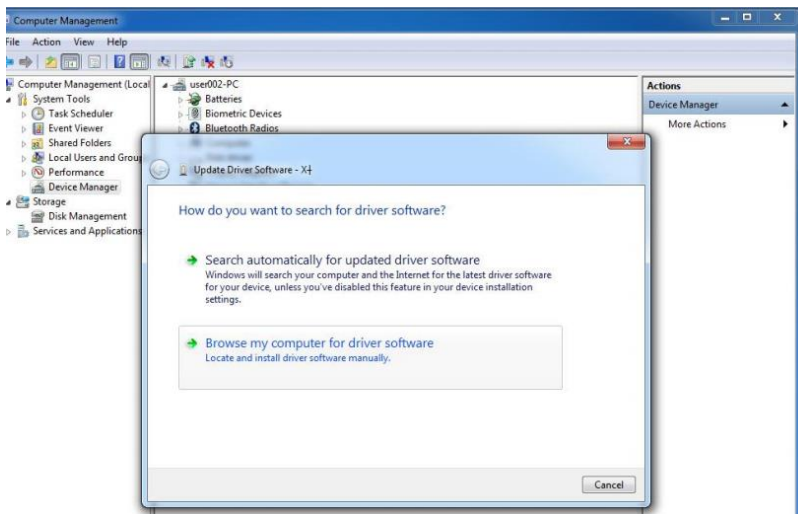 Computer Management
File Action View Help
Computer Management (Local
System Tools
Task Scheduler
Event Viewer
Shared Folders
Local Users and Group
Performance
Device Manager
Storage
Disk Management
Services and Applications
user002-PC
Batteries
Biometric Devices
Bluetooth Radios
Actions
Device Manager
More Actions
Update Driver Software -
How do you want to search for driver software?
Search automatically for updated driver software
Windows will search your computer and the Internet for the latest driver software
for your device, unless you've disabled this feature in your device installation
settings.
Browse my computer for driver software
Locate and install driver software manually.
Cancel